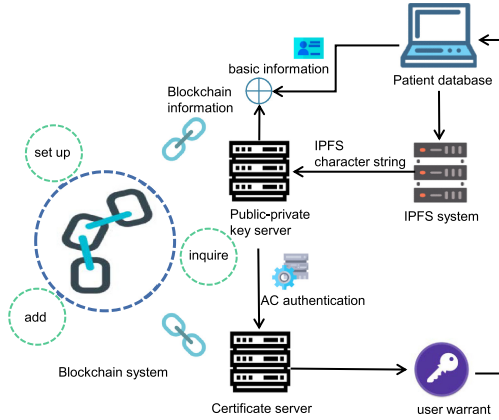 basic information
Patient database
Blockchain
information
set up
IPFS
character string
Public-private
key server
IPFS system
inquire
AC authentication
add
Blockchain system
Certificate server
user warrant